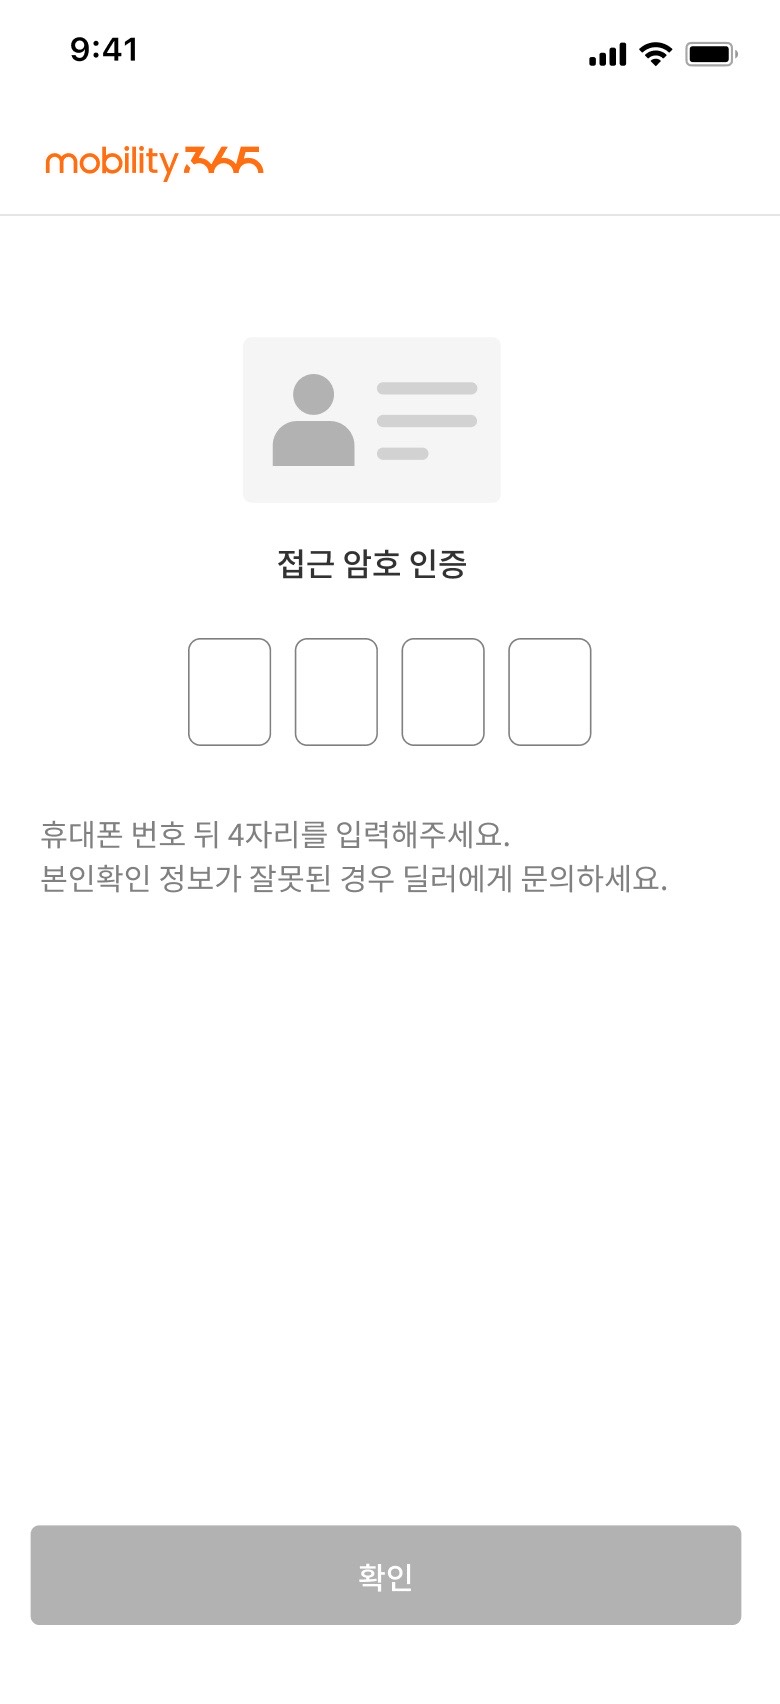 9:41
mobility 365
접근 암호 인증
휴대폰 번호 뒤 4자리를 입력해주세요.
본인확인 정보가 잘못된 경우 딜러에게 문의하세요.
확인